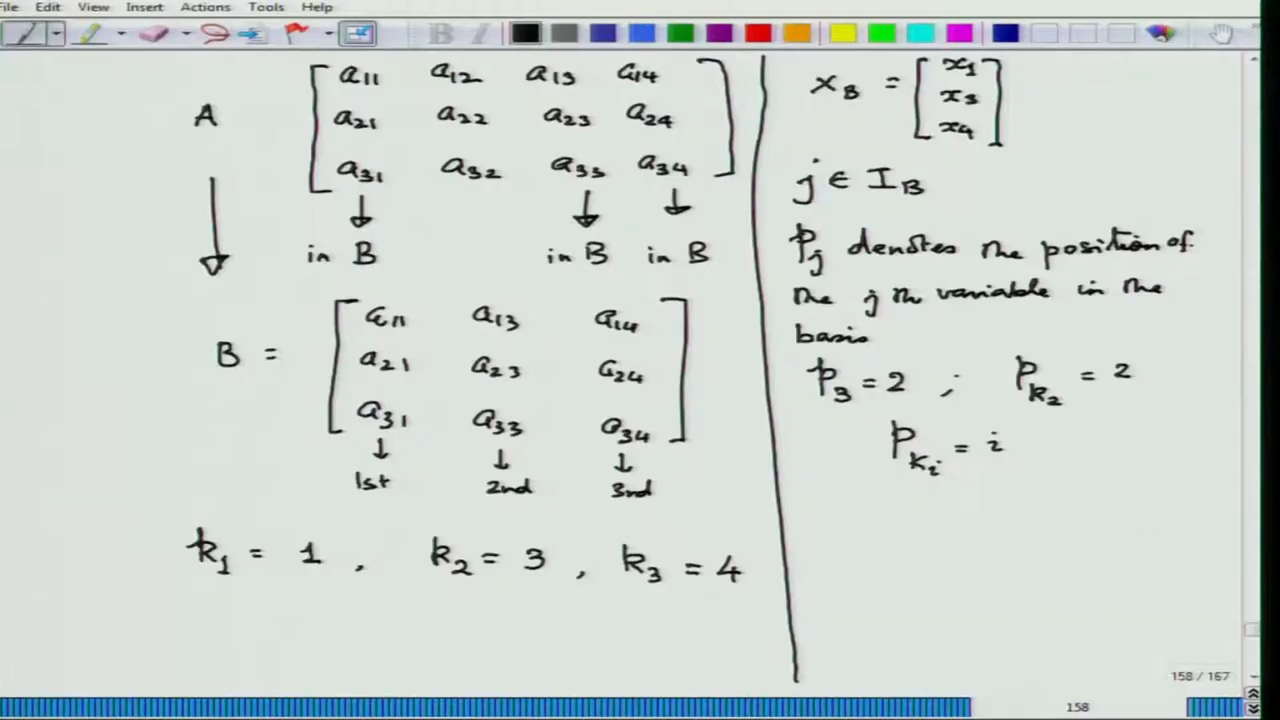 File Edit View Insert Actions Tools Help
A
a11 a12 a13 a14
a21 a22 a23 a24
a31 a32 a33 a34
in B in B in B
B =
a11 a13 a14
a21 a23 a24
a31 a33 a34
1st 2nd 3rd
k1 = 1 , k2 = 3 , k3 = 4
xB = [x1
x3
x4]
j ∈ IB
pj denotes the position of
the j th variable in the
basis
p3 = 2 ; pk2 = 2
pki = i
158 / 167
158